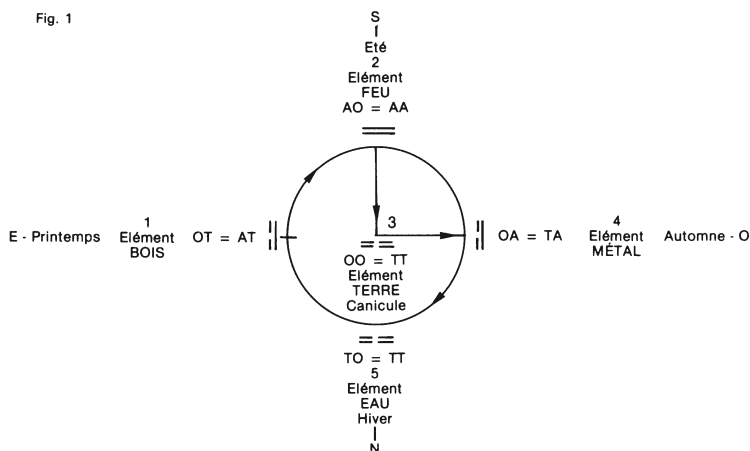 Fig. 1
S
Eté
2
Elément
FEU
AO = AA
E - Printemps
1
Elément
BOIS
OT = AT
3
OO = TT
Elément
TERRE
Canicule
OA = TA
4
Elément
MÉTAL
Automne - O
TO = TT
5
Elément
EAU
Hiver
N